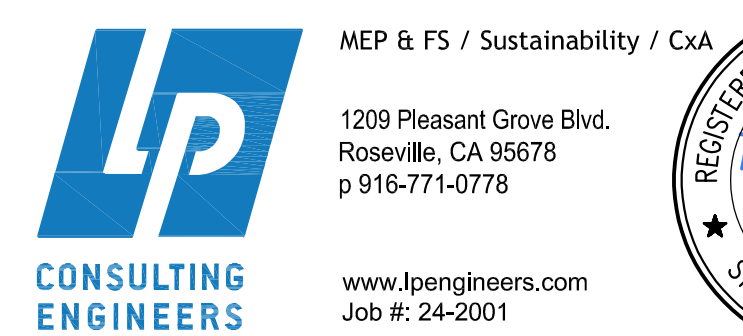 LP
CONSULTING
ENGINEERS
MEP & FS / Sustainability / CxA
1209 Pleasant Grove Blvd.
Roseville, CA 95678
p 916-771-0778
www.lpengineers.com
Job #: 24-2001